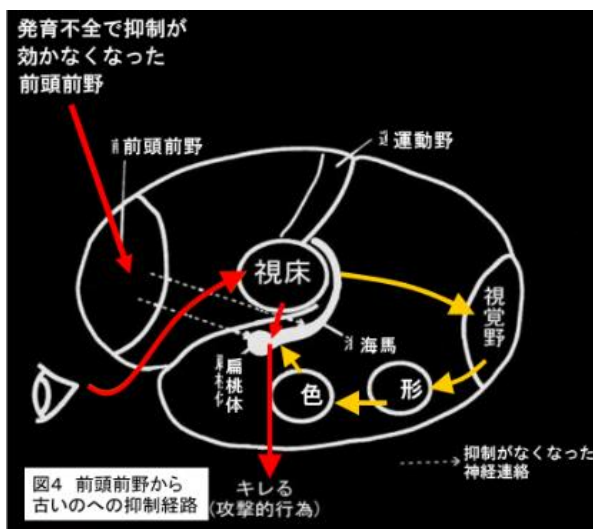 発育不全で抑制が
効かなくなった
前頭前野
前頭前野
運動野
視床
視覚野
海馬
扁桃体
色
形
抑制がなくなった
神経連絡
キレる
(攻撃的行為)
図4 前頭前野から
古いのへの抑制経路